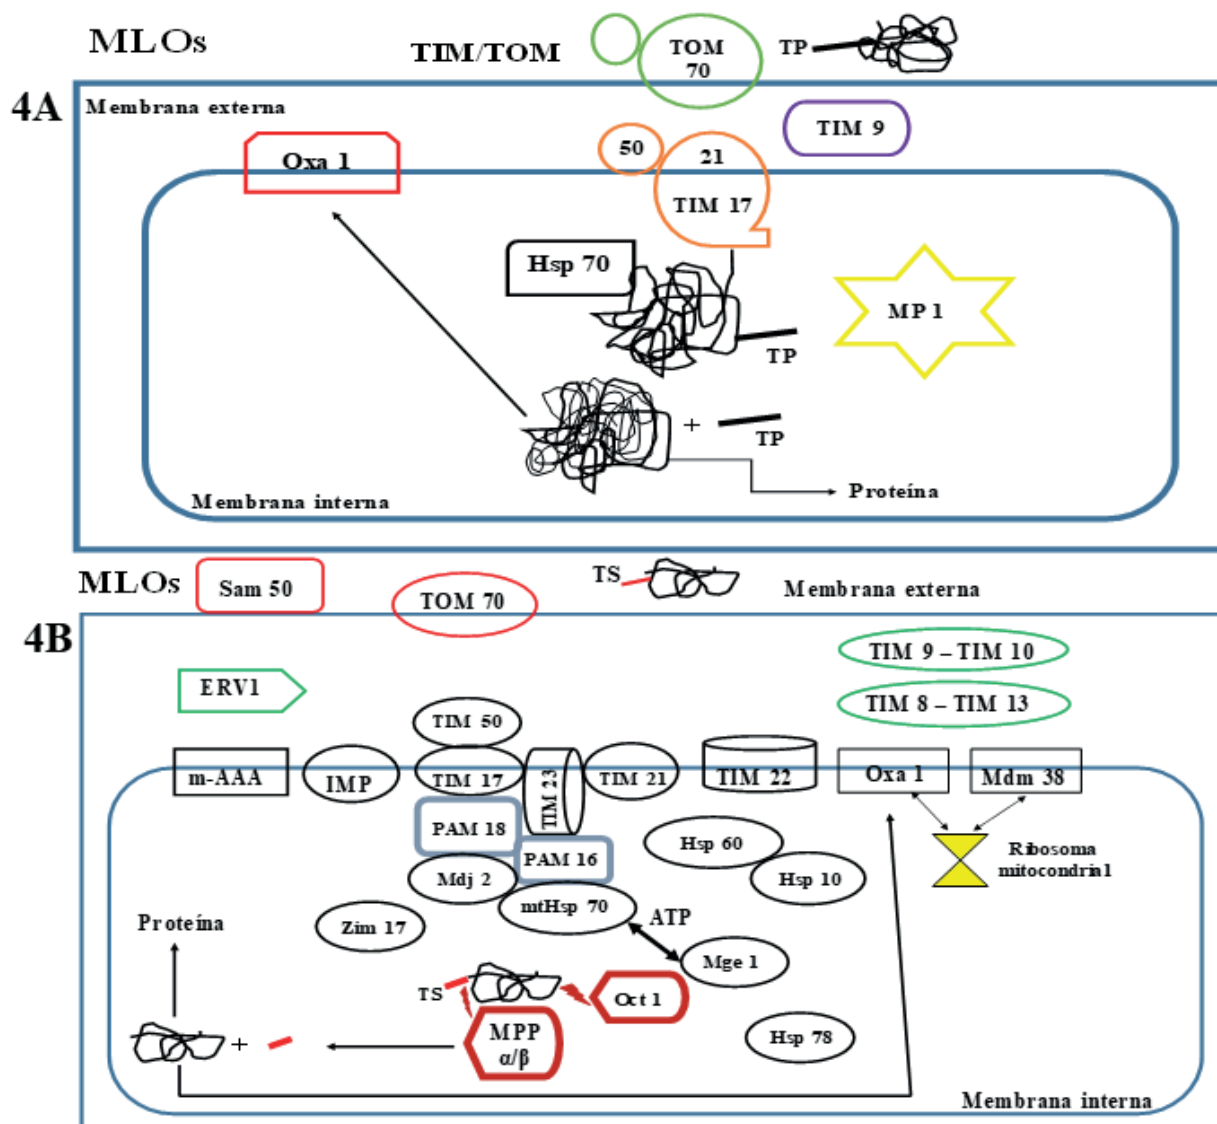 MLOs
TIM/TOM
TOM
70
TP
4A
Membrana externa
TIM 9
Oxa 1
50
21
TIM 17
Hsp 70
MP 1
TP
+
TP
Membrana interna
Proteína
MLOs
Sam 50
TOM 70
TS
Membrana externa
4B
TIM 9 – TIM 10
ERV1
TIM 8 – TIM 13
TIM 50
m-AAA
IMP
TIM 17
TIM 23
TIM 21
TIM 22
Oxa 1
Mdm 38
PAM 18
PAM 16
Hsp 60
Ribosoma
mitocondrial
Mdj 2
Hsp 10
mtHsp 70
ATP
Proteína
Zim 17
Mge 1
TS
Oct 1
MPP
α/β
Hsp 78
+
Membrana interna